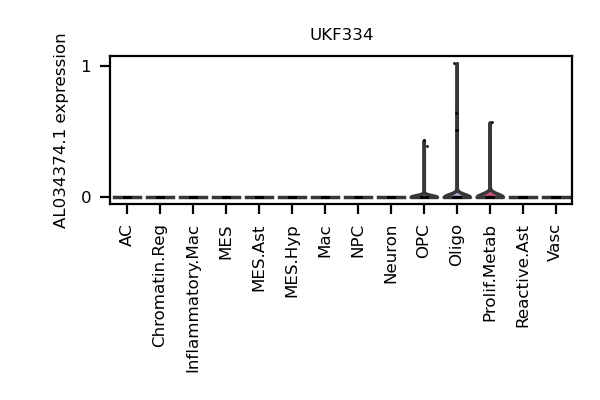 UKF334
AL034374.1 expression
1
0
AC
Chromatin.Reg
Inflammatory.Mac
MES
MES.Ast
MES.Hyp
Mac
NPC
Neuron
OPC
Oligo
Prolif.Metab
Reactive.Ast
Vasc